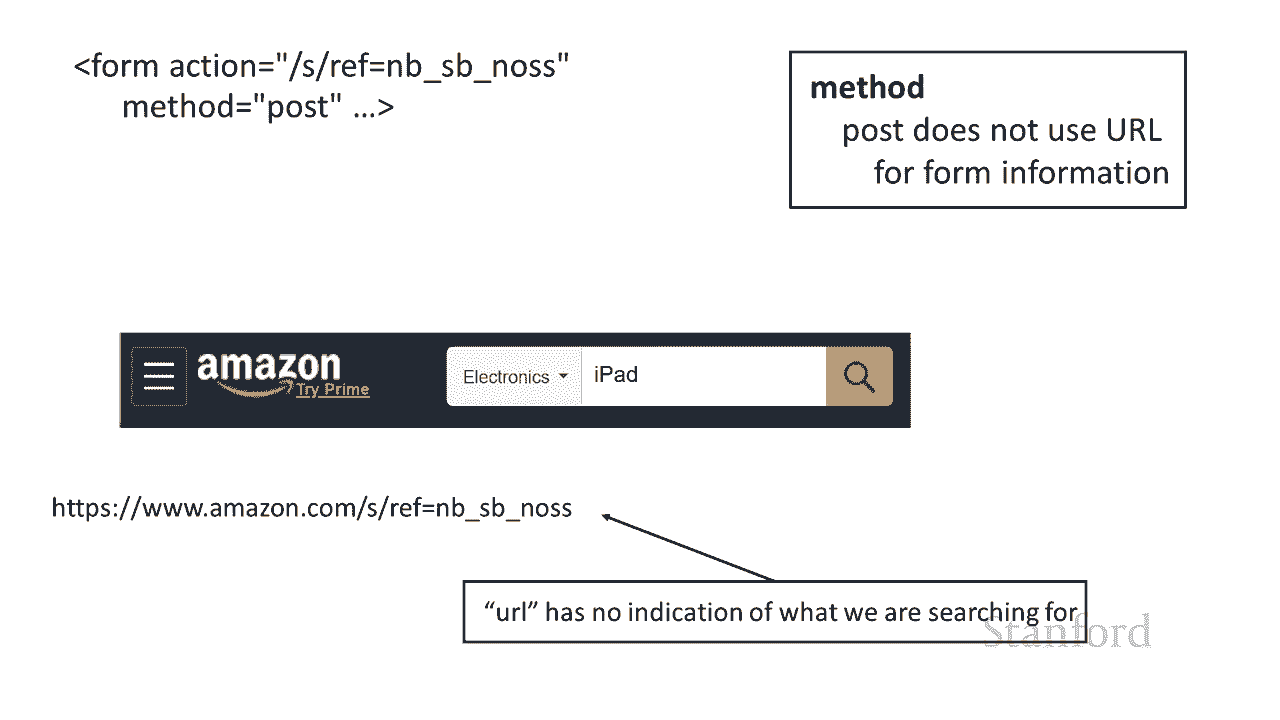 <form action="/s/ref=nb_sb_noss"
method="post" ...>
method
post does not use URL
for form information
amazon
Try Prime
Electronics
iPad
https://www.amazon.com/s/ref=nb_sb_noss
“url” has no indication of what we are searching for
Stanford